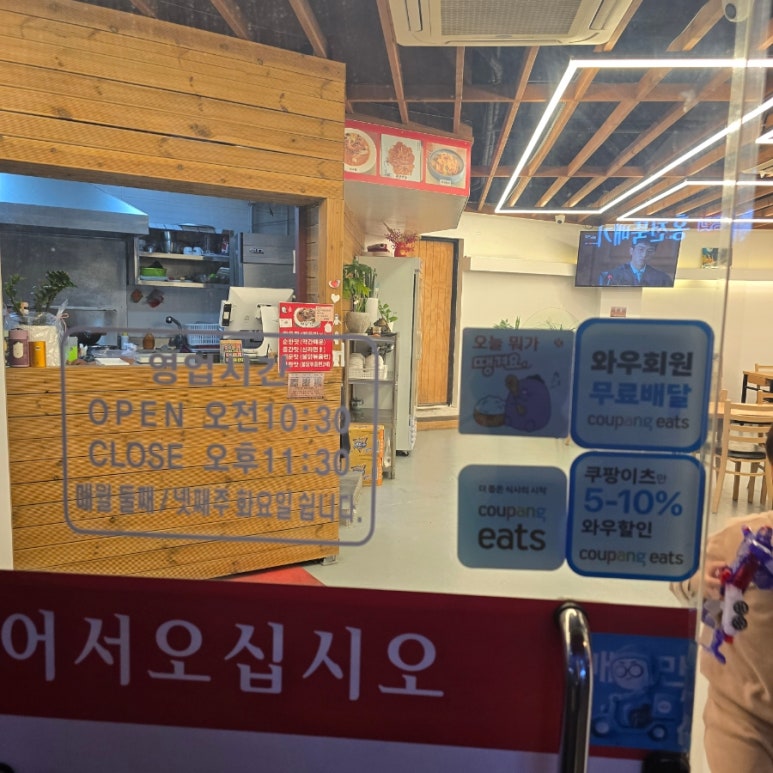 영업시간
OPEN 오전10:30
CLOSE 오후11:30
매월 둘째 / 넷째주 화요일 쉽니다.
오늘 뭐가
땡겨요
와우회원
무료배달
coupang eats
더 좋은 식사의 시작
coupang
eats
쿠팡이츠만
5-10%
와우할인
coupang eats
어서오십시오